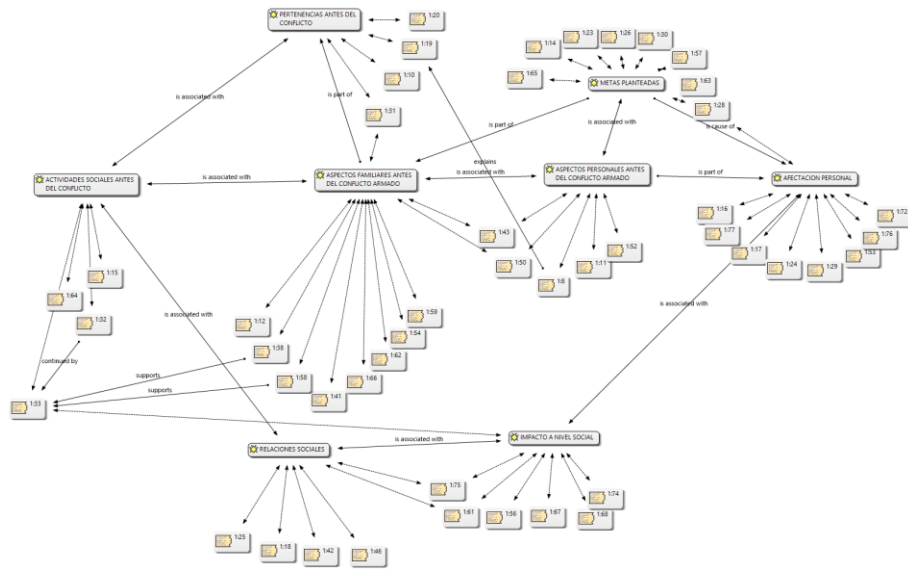 PERTENENCIAS ANTES DEL
CONFLICTO
1:20
1:19
1:10
1:31
is associated with
is part of
1:14
1:23
1:26
1:30
1:57
1:65
METAS PLANTEADAS
1:63
1:28
is part of
is associated with
is cause of
explains
ACTIVIDADES SOCIALES ANTES
DEL CONFLICTO
is associated with
ASPECTOS FAMILIARES ANTES
DEL CONFLICTO ARMADO
is associated with
ASPECTOS PERSONALES ANTES
DEL CONFLICTO ARMADO
is part of
AFECTACION PERSONAL
1:16
1:77
1:17
1:24
1:29
1:53
1:76
1:72
1:43
1:50
1:8
1:11
1:52
1:15
1:64
1:32
is associated with
is associated with
1:12
1:38
1:58
1:41
1:66
1:62
1:54
1:59
continued by
supports
supports
1:33
RELACIONES SOCIALES
is associated with
IMPACTO A NIVEL SOCIAL
1:75
1:61
1:56
1:67
1:68
1:74
1:25
1:18
1:42
1:46